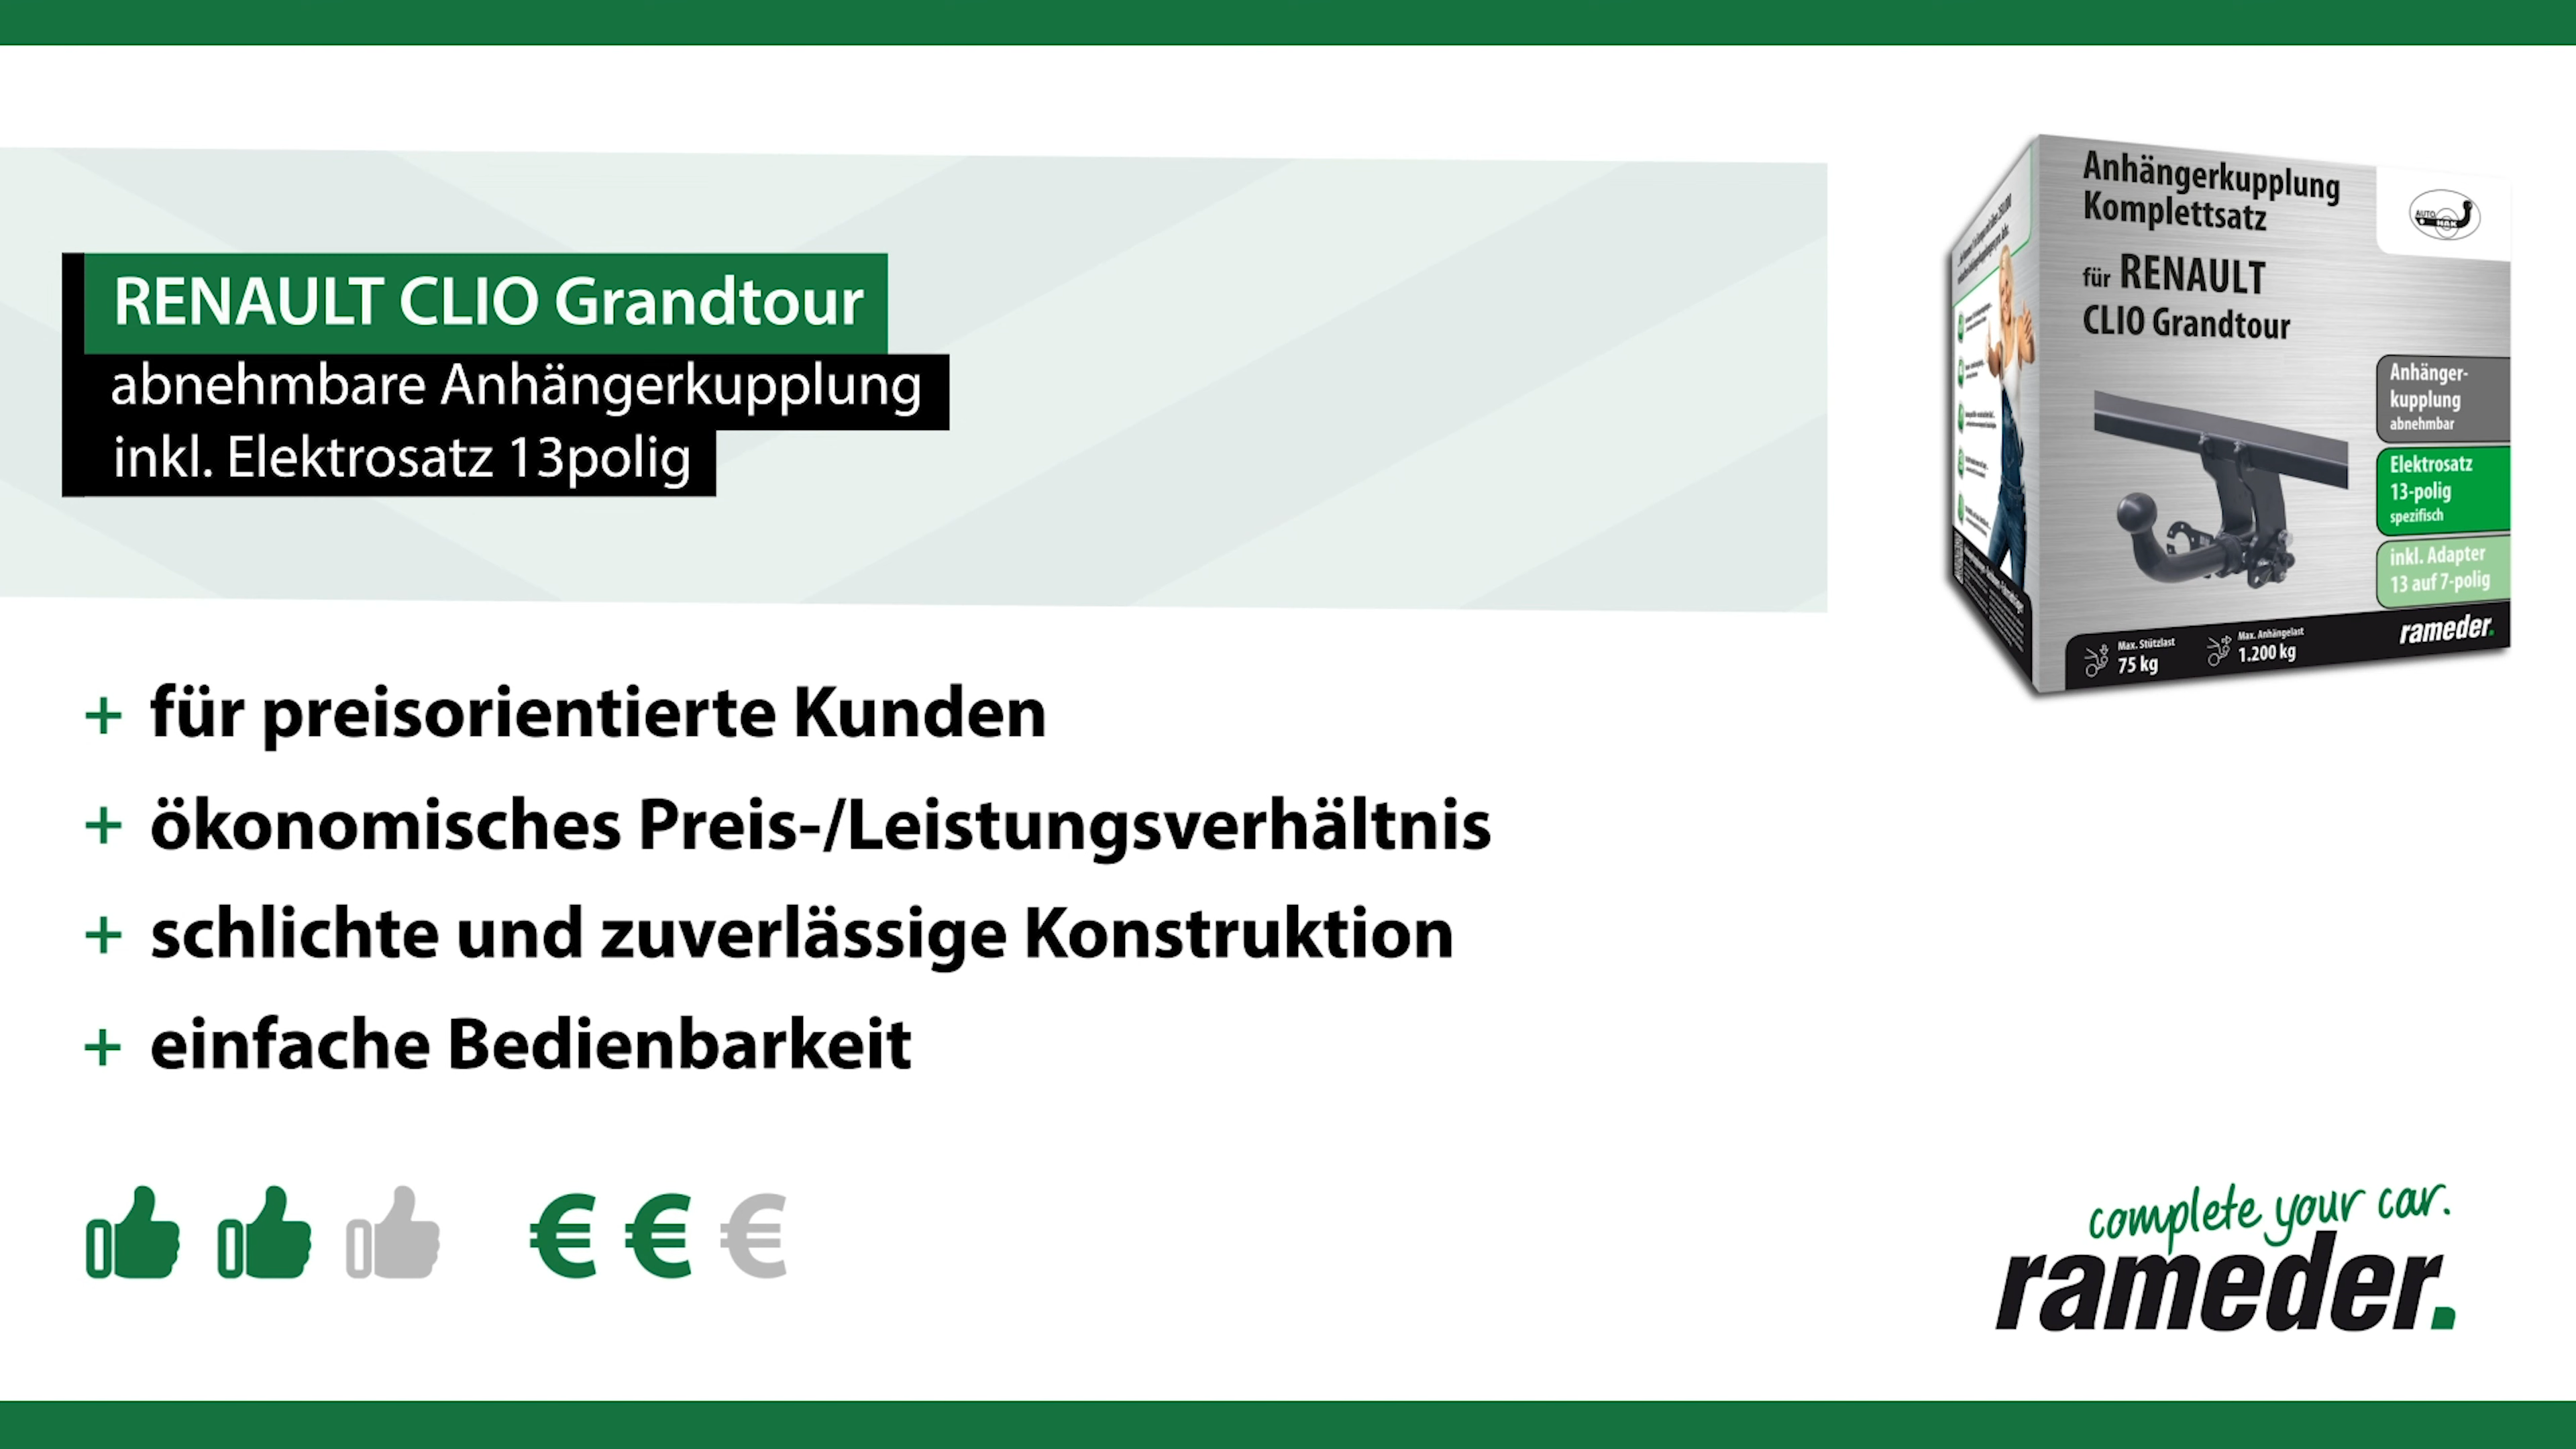 RENAULT CLIO Grandtour
abnehmbare Anhängerkupplung
inkl. Elektrosatz 13polig
+ für preisorientierte Kunden
+ ökonomisches Preis-/Leistungsverhältnis
+ schlichte und zuverlässige Konstruktion
+ einfache Bedienbarkeit
€ € €
Anhängerkupplung
Komplettsatz
für RENAULT
CLIO Grandtour
AUTO
HAK
Anhänger-
kupplung
abnehmbar
Elektrosatz
13-polig
spezifisch
inkl. Adapter
13 auf 7-polig
Max. Stützlast
75 kg
Max. Anhängelast
1.200 kg
rameder.
complete your car.
rameder.